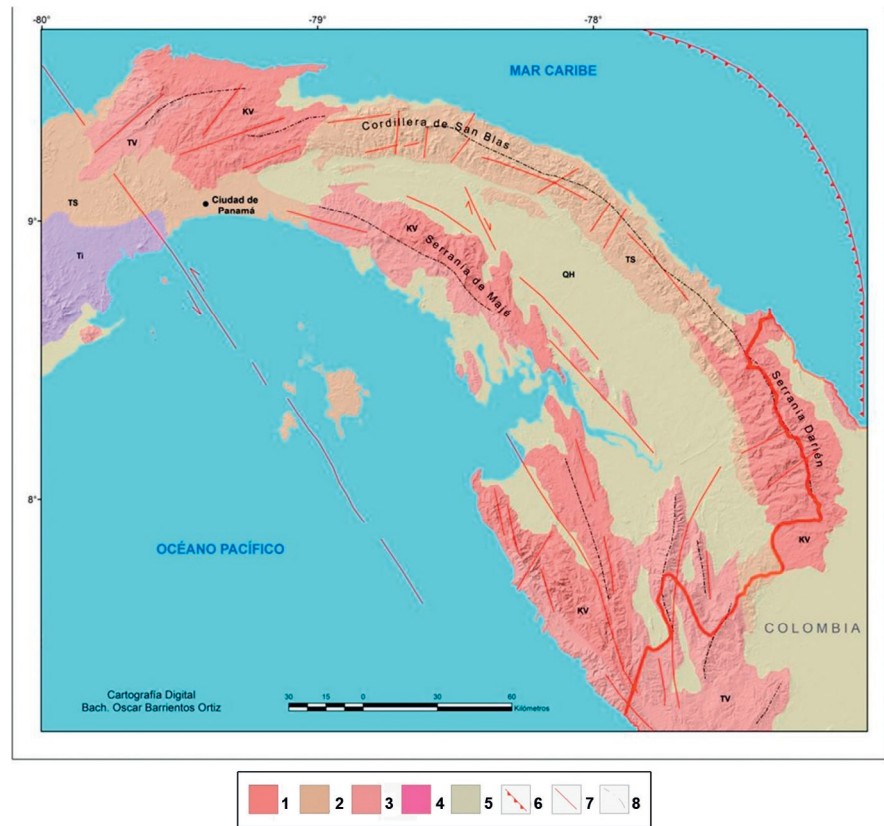 -80°
-79°
-78°
MAR CARIBE
KV
TV
Cordillera de San Blas
Ciudad de
Panamá
TS
9°
KV
Serranía de Majé
Ti
QH
TS
Serranía Darién
8°
OCÉANO PACÍFICO
KV
KV
COLOMBIA
TV
Cartografía Digital
Bach. Oscar Barrientos Ortiz
30 15 0 30 60
Kilómetros
1 2 3 4 5 6 7 8